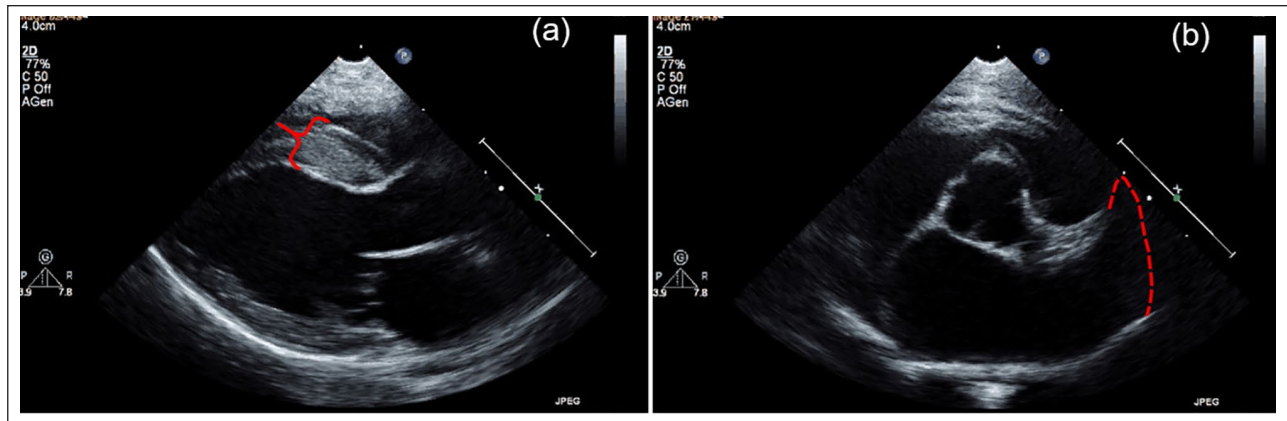 (a)
4.0cm
2D
77%
C 50
P Off
AGen
P
G
P R
3.9 7.8
JPEG
(b)
4.0cm
2D
77%
C 50
P Off
AGen
P
G
P R
3.9 7.8
JPEG